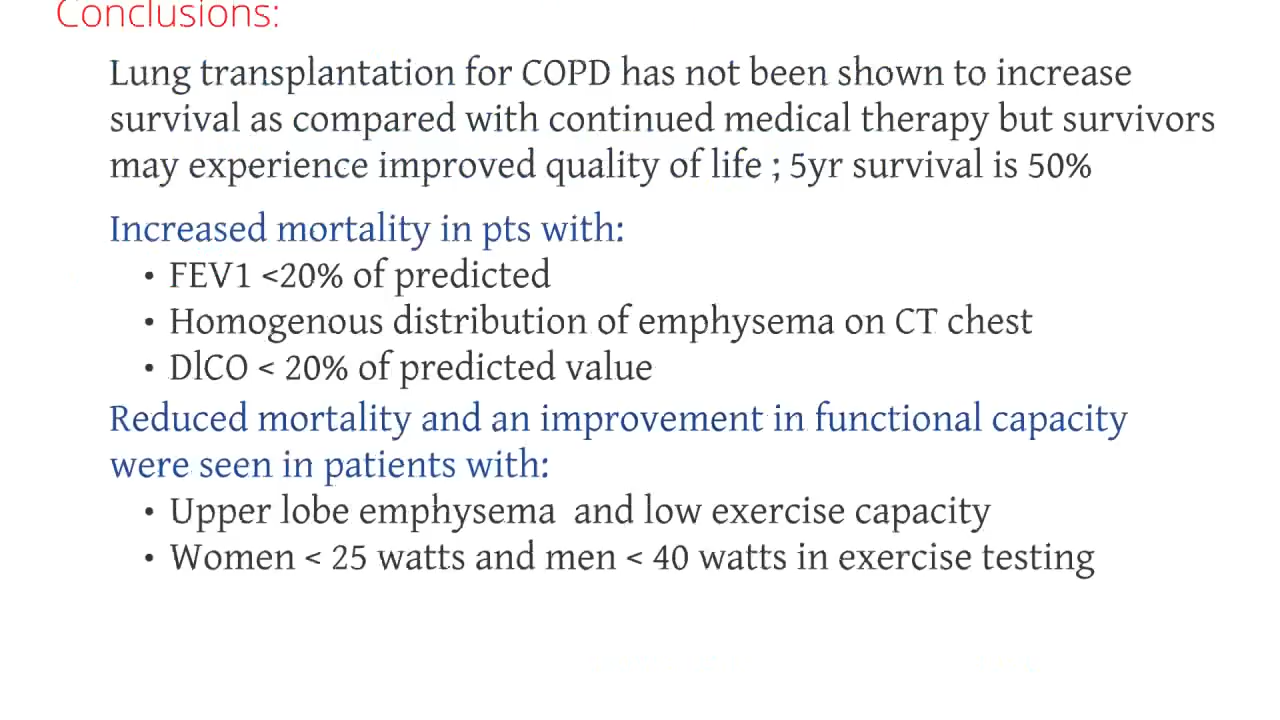 Conclusions:
Lung transplantation for COPD has not been shown to increase
survival as compared with continued medical therapy but survivors
may experience improved quality of life ; 5yr survival is 50%
Increased mortality in pts with:
• FEV1 <20% of predicted
• Homogenous distribution of emphysema on CT chest
• DlCO < 20% of predicted value
Reduced mortality and an improvement in functional capacity
were seen in patients with:
• Upper lobe emphysema  and low exercise capacity
• Women < 25 watts and men < 40 watts in exercise testing